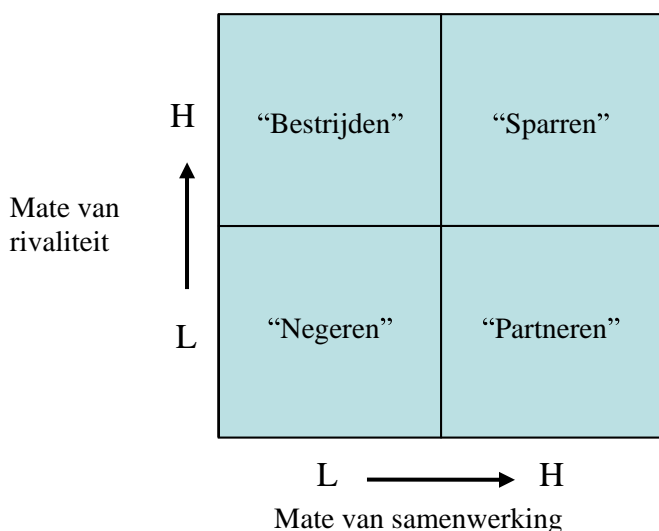 H
“Bestrijden”
“Sparren”
Mate van
rivaliteit
L
“Negeren”
“Partneren”
L
H
Mate van samenwerking